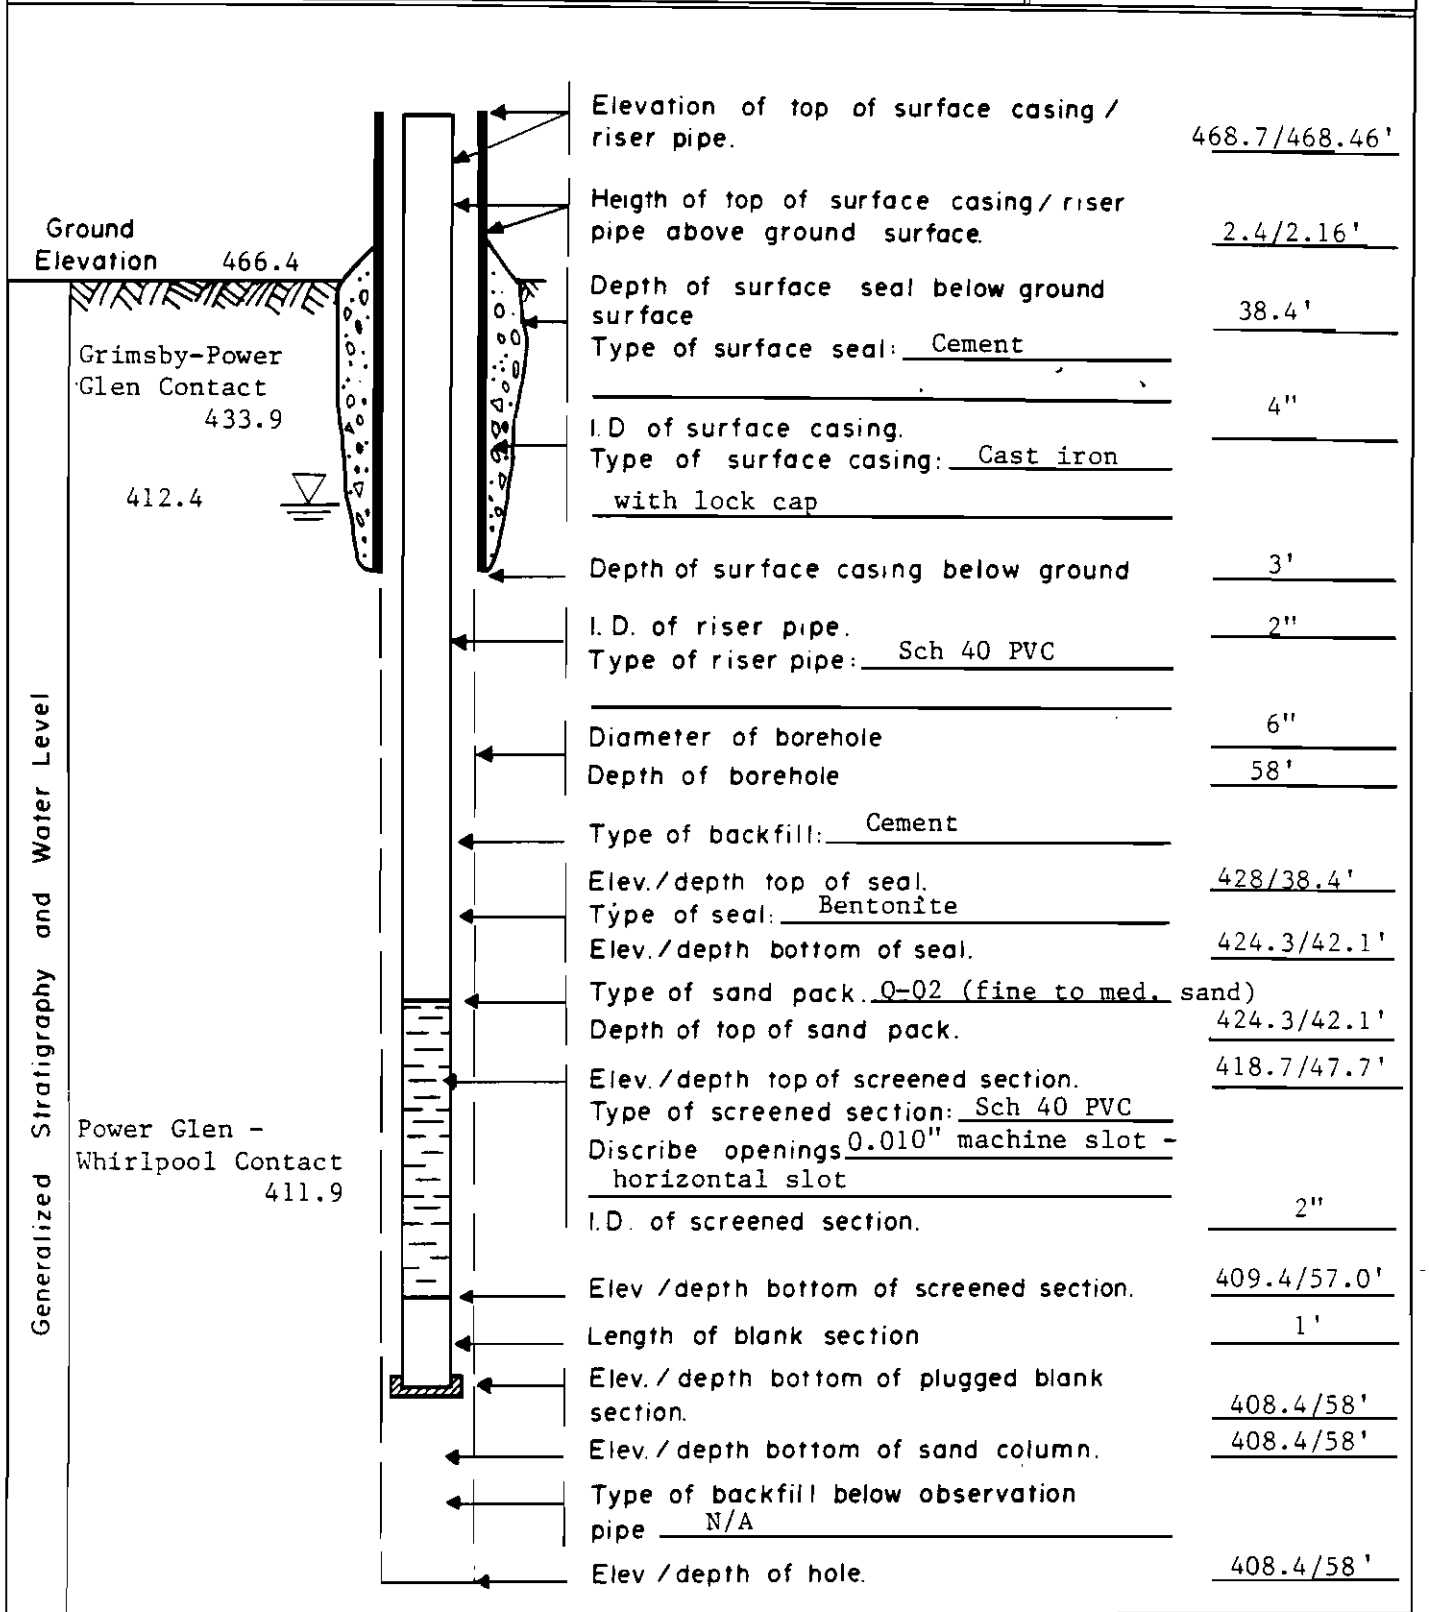 Elevation of top of surface casing /
riser pipe. 468.7/468.46'
Heigth of top of surface casing / riser
pipe above ground surface. 2.4/2.16'
Ground
Elevation 466.4
Depth of surface seal below ground
surface 38.4'
Type of surface seal: Cement
Grimsby-Power
Glen Contact
433.9
4"
I.D of surface casing.
Type of surface casing: Cast iron
with lock cap
412.4
Depth of surface casing below ground 3'
I.D. of riser pipe. 2"
Type of riser pipe: Sch 40 PVC
Diameter of borehole 6"
Depth of borehole 58'
Type of backfill: Cement
Elev./depth top of seal. 428/38.4'
Type of seal: Bentonite
Elev./depth bottom of seal. 424.3/42.1'
Type of sand pack. Q-02 (fine to med. sand)
Depth of top of sand pack. 424.3/42.1'
Elev./depth top of screened section. 418.7/47.7'
Type of screened section: Sch 40 PVC
Discribe openings 0.010" machine slot -
horizontal slot
Power Glen -
Whirlpool Contact
411.9
I.D. of screened section. 2"
Elev /depth bottom of screened section. 409.4/57.0'
Length of blank section 1'
Elev. / depth bottom of plugged blank
section. 408.4/58'
Elev. / depth bottom of sand column. 408.4/58'
Type of backfill below observation
pipe N/A
Elev /depth of hole. 408.4/58'
Generalized Stratigraphy and Water Level